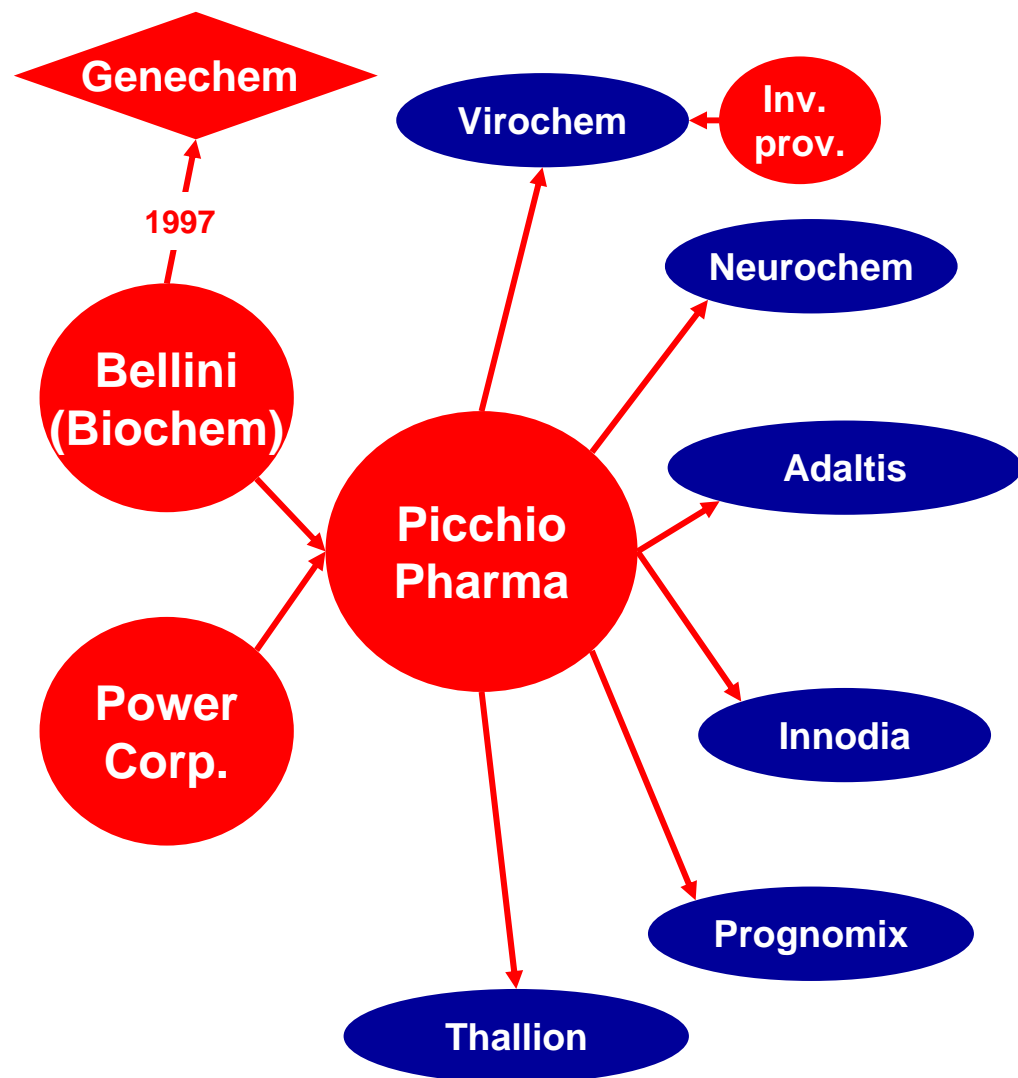 Genechem
Virochem
Inv.
prov.
1997
Neurochem
Bellini
(Biochem)
Adaltis
Picchio
Pharma
Power
Corp.
Innodia
Prognomix
Thallion